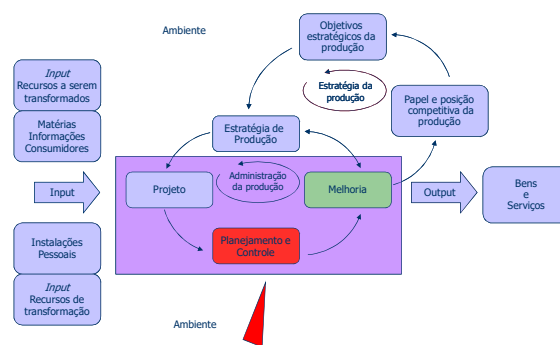 Ambiente
Objetivos
estratégicos da
produção
Input
Recursos a serem
transformados
Estratégia da
produção
Papel e posição
competitiva da
produção
Matérias
Informações
Consumidores
Estratégia de
Produção
Input
Projeto
Administração
da produção
Melhoria
Output
Bens
e
Serviços
Instalações
Pessoais
Planejamento e
Controle
Input
Recursos de
transformação
Ambiente